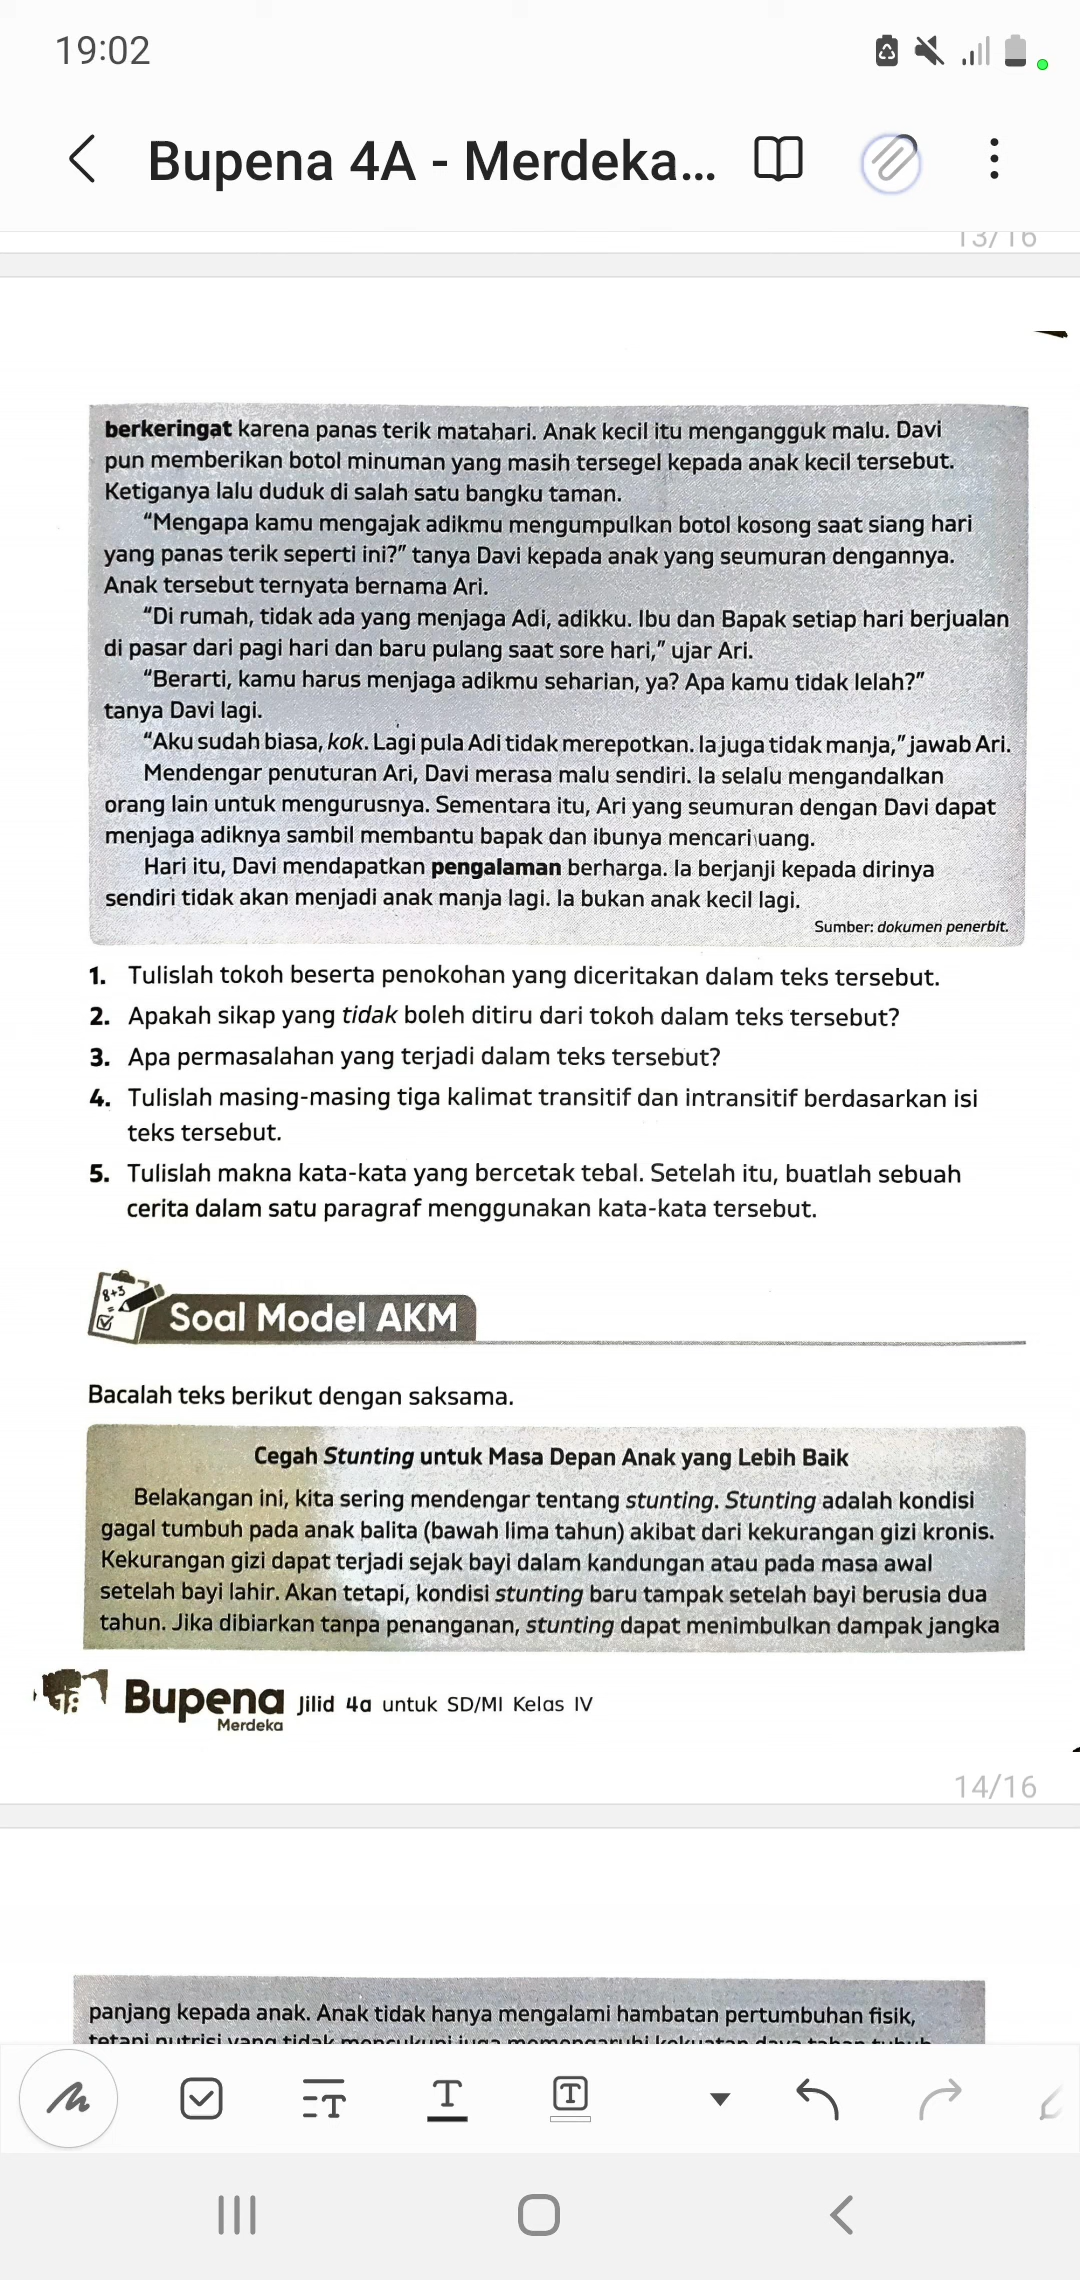 19:02
Bupena 4A - Merdeka...
13/16
berkeringat karena panas terik matahari. Anak kecil itu mengangguk malu. Davi
pun memberikan botol minuman yang masih tersegel kepada anak kecil tersebut.
Ketiganya lalu duduk di salah satu bangku taman.
“Mengapa kamu mengajak adikmu mengumpulkan botol kosong saat siang hari
yang panas terik seperti ini?” tanya Davi kepada anak yang seumuran dengannya.
Anak tersebut ternyata bernama Ari.
“Di rumah, tidak ada yang menjaga Adi, adikku. Ibu dan Bapak setiap hari berjualan
di pasar dari pagi hari dan baru pulang saat sore hari,” ujar Ari.
“Berarti, kamu harus menjaga adikmu seharian, ya? Apa kamu tidak lelah?”
tanya Davi lagi.
“Aku sudah biasa, kok. Lagi pula Adi tidak merepotkan. Ia juga tidak manja,” jawab Ari.
Mendengar penuturan Ari, Davi merasa malu sendiri. Ia selalu mengandalkan
orang lain untuk mengurusnya. Sementara itu, Ari yang seumuran dengan Davi dapat
menjaga adiknya sambil membantu bapak dan ibunya mencari uang.
Hari itu, Davi mendapatkan pengalaman berharga. Ia berjanji kepada dirinya
sendiri tidak akan menjadi anak manja lagi. Ia bukan anak kecil lagi.
Sumber: dokumen penerbit.
1. Tulislah tokoh beserta penokohan yang diceritakan dalam teks tersebut.
2. Apakah sikap yang tidak boleh ditiru dari tokoh dalam teks tersebut?
3. Apa permasalahan yang terjadi dalam teks tersebut?
4. Tulislah masing-masing tiga kalimat transitif dan intransitif berdasarkan isi
teks tersebut.
5. Tulislah makna kata-kata yang bercetak tebal. Setelah itu, buatlah sebuah
cerita dalam satu paragraf menggunakan kata-kata tersebut.
8+3
=
Soal Model AKM
Bacalah teks berikut dengan saksama.
Cegah Stunting untuk Masa Depan Anak yang Lebih Baik
Belakangan ini, kita sering mendengar tentang stunting. Stunting adalah kondisi
gagal tumbuh pada anak balita (bawah lima tahun) akibat dari kekurangan gizi kronis.
Kekurangan gizi dapat terjadi sejak bayi dalam kandungan atau pada masa awal
setelah bayi lahir. Akan tetapi, kondisi stunting baru tampak setelah bayi berusia dua
tahun. Jika dibiarkan tanpa penanganan, stunting dapat menimbulkan dampak jangka
18
Bupena Jilid 4a untuk SD/MI Kelas IV
Merdeka
14/16
panjang kepada anak. Anak tidak hanya mengalami hambatan pertumbuhan fisik,
tetapi nutrisi yang tidak mencukupi juga memengaruhi kekuatan daya tahan tubuh